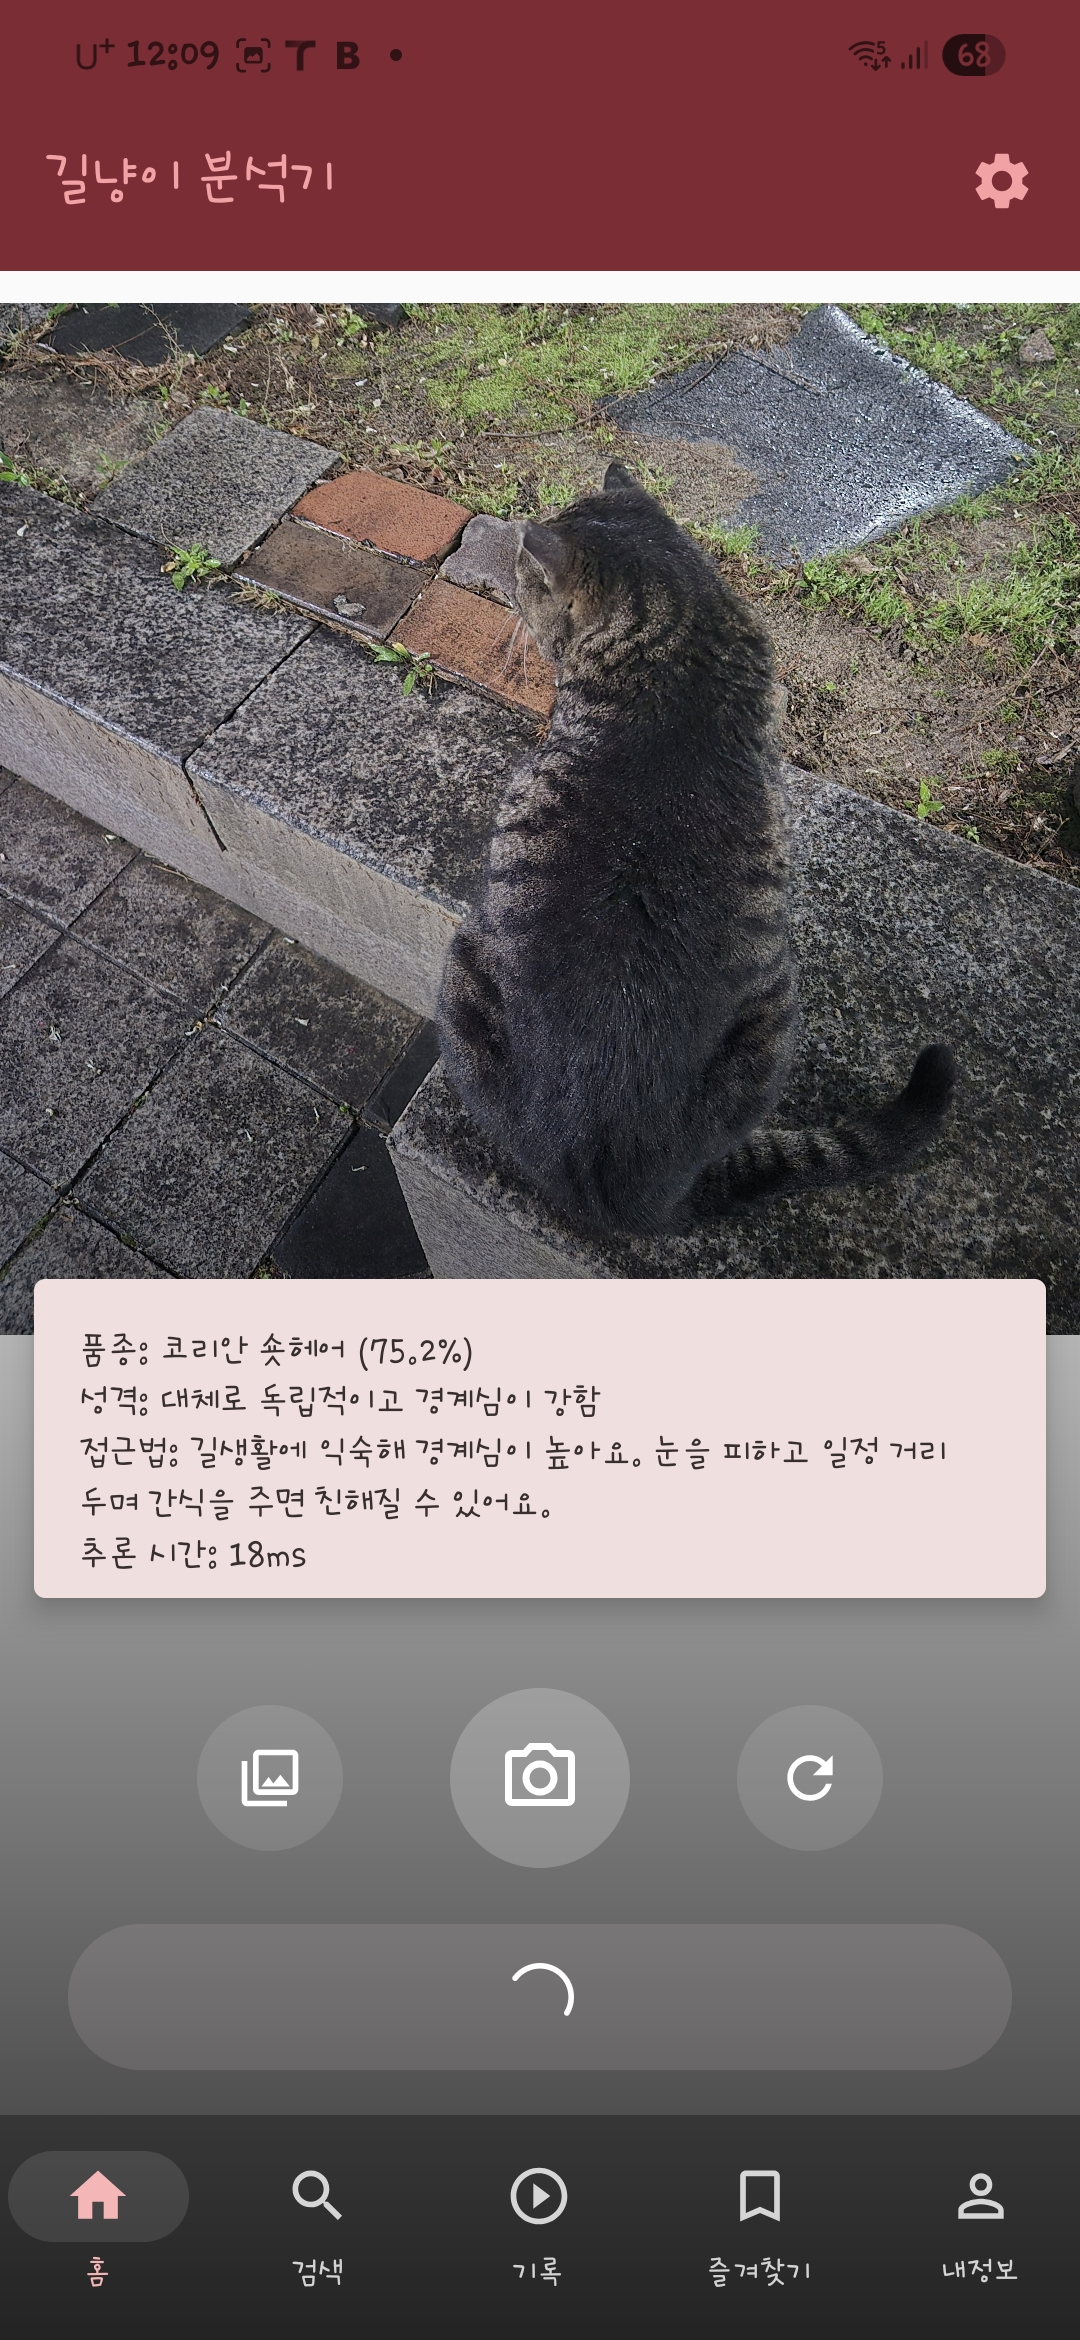 U+ 12:09 T B • 5 68
길냥이 분석기
품종: 코리안 숏헤어 (75.2%)
성격: 대체로 독립적이고 경계심이 강함
접근법: 길생활에 익숙해 경계심이 높아요. 눈을 피하고 일정 거리
두며 간식을 주면 친해질 수 있어요.
추론 시간: 18ms
홈 검색 기록 즐겨찾기 내정보